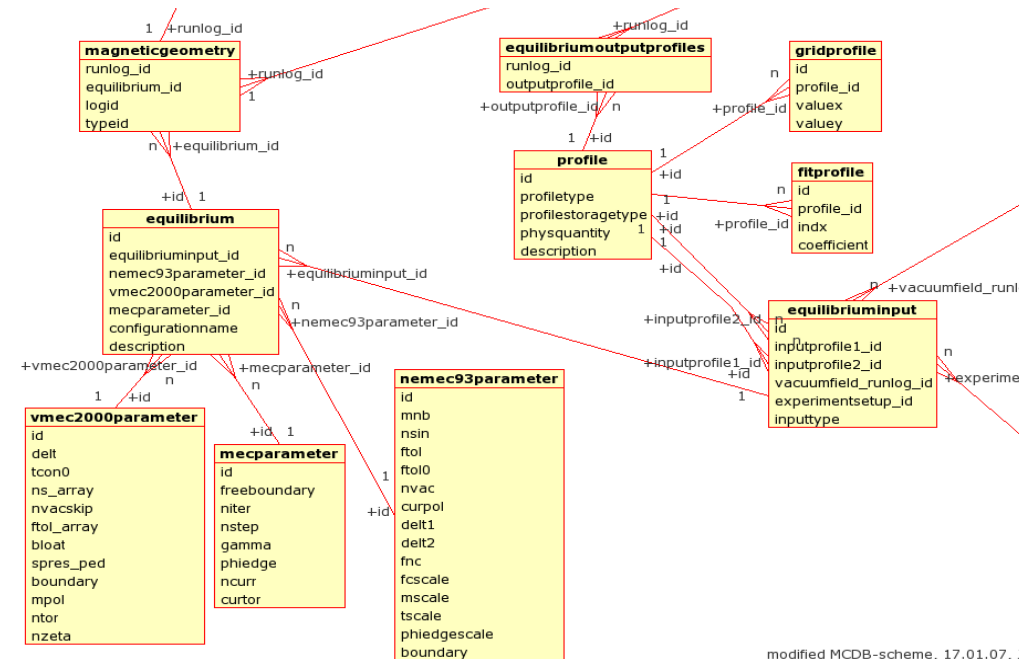 1 +runlog_id
magneticgeometry
runlog_id
equilibrium_id
logid
typeid
+runlog_id
1
n +equilibrium_id
+id 1
equilibrium
id
equilibriuminput_id
nemec93parameter_id
vmec2000parameter_id
mecparameter_id
configurationname
description
n
+equilibriuminput_id
n
+nemec93parameter_id
+vmec2000parameter_id
n
+mecparameter_id
n
1 +id
vmec2000parameter
id
delt
tcon0
ns_array
nvacskip
ftol_array
bloat
spres_ped
boundary
mpol
ntor
nzeta
+id 1
mecparameter
id
freeboundary
niter
nstep
gamma
phiedge
ncurr
curtor
1
+id
nemec93parameter
id
mnb
nsin
ftol
ftol0
nvac
curpol
delt1
delt2
fnc
fcscale
mscale
tscale
phiedgescale
boundary
+runlog_id
equilibriumoutputprofiles
runlog_id
outputprofile_id
+outputprofile_id n
1 +id
profile
id
profiletype
profilestoragetype
physquantity
description
1
+id
1
+id
1 +id
1
+id
gridprofile
id
profile_id
valuex
valuey
n
+profile_id
fitprofile
id
profile_id
indx
coefficient
n
+profile_id
n
+vacuumfield_runl
equilibriuminput
id
inputprofile1_id
inputprofile2_id
vacuumfield_runlog_id
experimentsetup_id
inputtype
+inputprofile2_id n
n
+inputprofile1_id
+id
1
n
+experime
modified MCDB-scheme, 17.01.07,